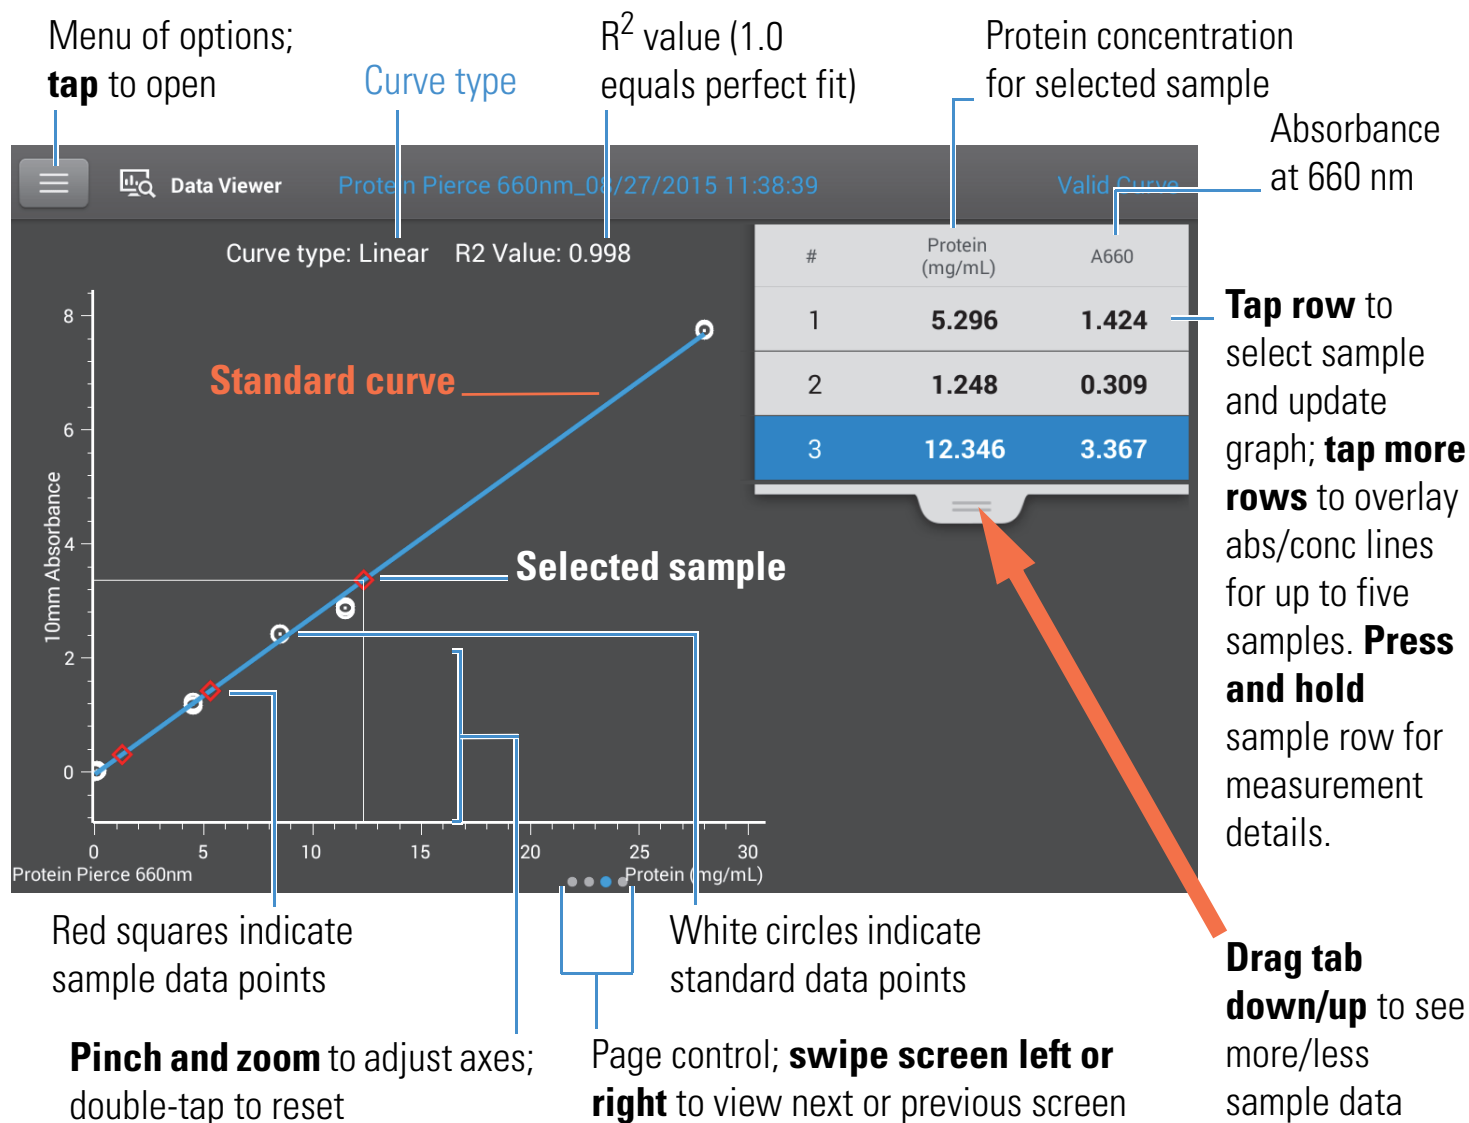 Menu of options;
tap to open
Curve type
R2 value (1.0
equals perfect fit)
Protein concentration
for selected sample
Absorbance
at 660 nm
Data Viewer
Protein Pierce 660nm_08/27/2015 11:38:39
Valid Curve
Curve type: Linear R2 Value: 0.998
# Protein (mg/mL) A660
1 5.296 1.424
2 1.248 0.309
3 12.346 3.367
Tap row to
select sample
and update
graph; tap more
rows to overlay
abs/conc lines
for up to five
samples. Press
and hold
sample row for
measurement
details.
Standard curve
Selected sample
10mm Absorbance
8
6
4
2
0
0 5 10 15 20 25 30
Protein Pierce 660nm
Protein (mg/mL)
Red squares indicate
sample data points
White circles indicate
standard data points
Pinch and zoom to adjust axes;
double-tap to reset
Page control; swipe screen left or
right to view next or previous screen
Drag tab
down/up to see
more/less
sample data